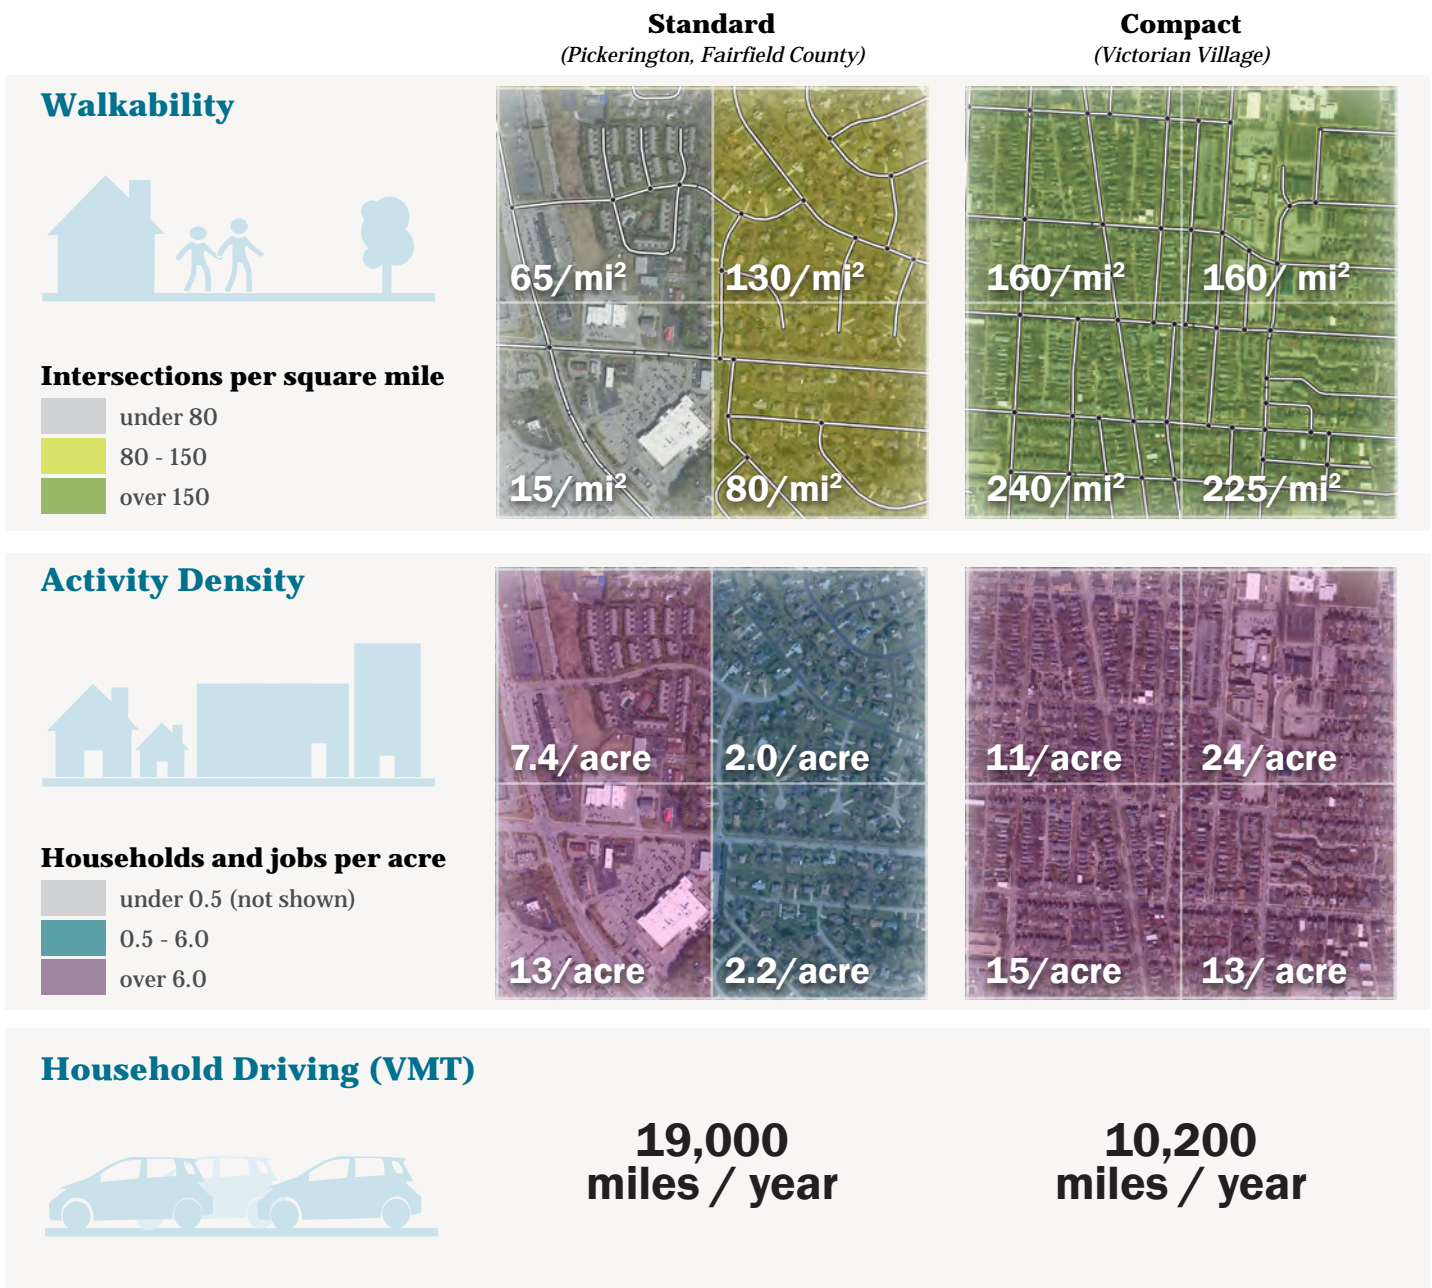 Standard
(Pickerington, Fairfield County)
Compact
(Victorian Village)
Walkability
Intersections per square mile
under 80
80 - 150
over 150
65/mi²
130/mi²
15/mi²
80/mi²
160/mi²
160/ mi²
240/mi²
225/mi²
Activity Density
Households and jobs per acre
under 0.5 (not shown)
0.5 - 6.0
over 6.0
7.4/acre
2.0/acre
13/acre
2.2/acre
11/acre
24/acre
15/acre
13/ acre
Household Driving (VMT)
19,000
miles / year
10,200
miles / year